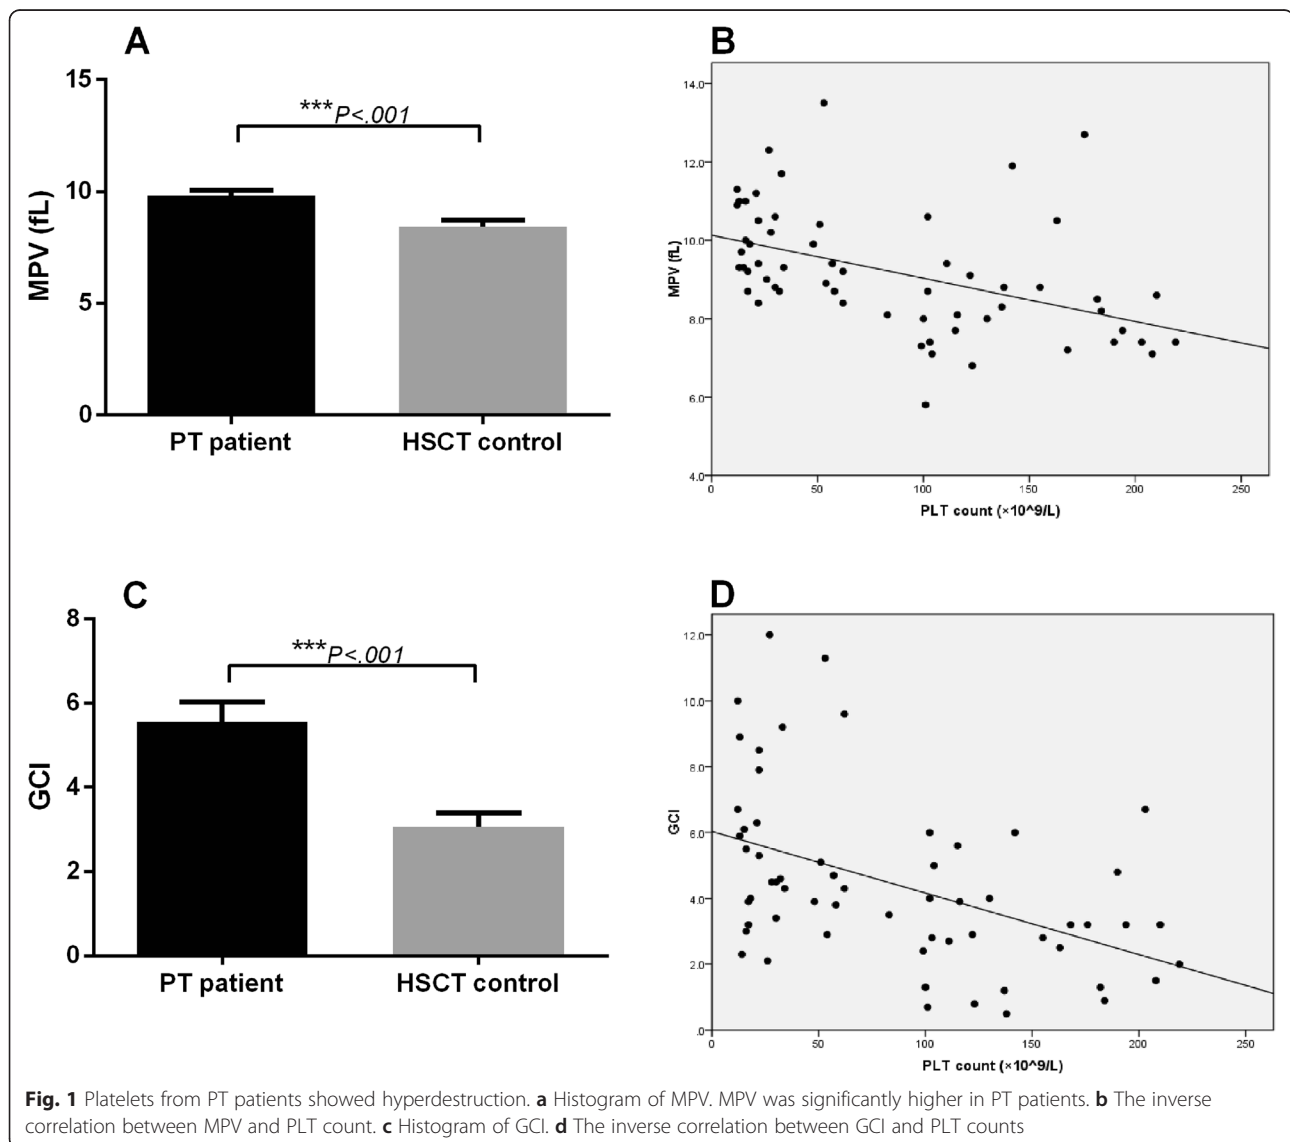 A
15
10
5
0
MPV (fL)
***P<.001
PT patient
HSCT control
B
14.0
12.0
10.0
8.0
6.0
4.0
MPV (fL)
0 50 100 150 200 250
PLT count (×10^9/L)
C
8
6
4
2
0
GCI
***P<.001
PT patient
HSCT control
D
12.0
10.0
8.0
6.0
4.0
2.0
.0
GCI
0 50 100 150 200 250
PLT count (×10^9/L)
Fig. 1 Platelets from PT patients showed hyperdestruction. a Histogram of MPV. MPV was significantly higher in PT patients. b The inverse
correlation between MPV and PLT count. c Histogram of GCI. d The inverse correlation between GCI and PLT counts